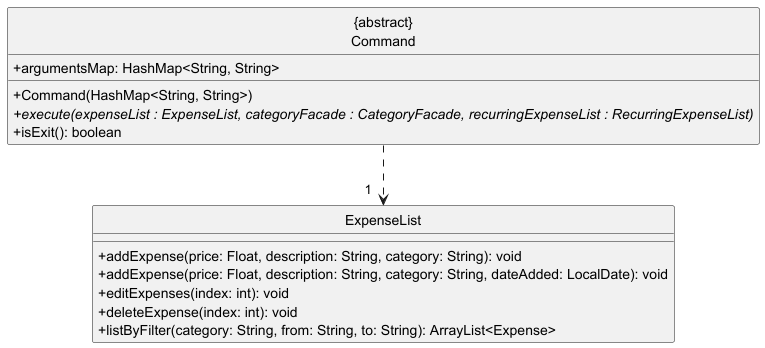 {abstract}
Command
+argumentsMap: HashMap<String, String>
+Command(HashMap<String, String>)
+execute(expenseList : ExpenseList, categoryFacade : CategoryFacade, recurringExpenseList : RecurringExpenseList)
+isExit(): boolean
1
ExpenseList
+addExpense(price: Float, description: String, category: String): void
+addExpense(price: Float, description: String, category: String, dateAdded: LocalDate): void
+editExpenses(index: int): void
+deleteExpense(index: int): void
+listByFilter(category: String, from: String, to: String): ArrayList<Expense>